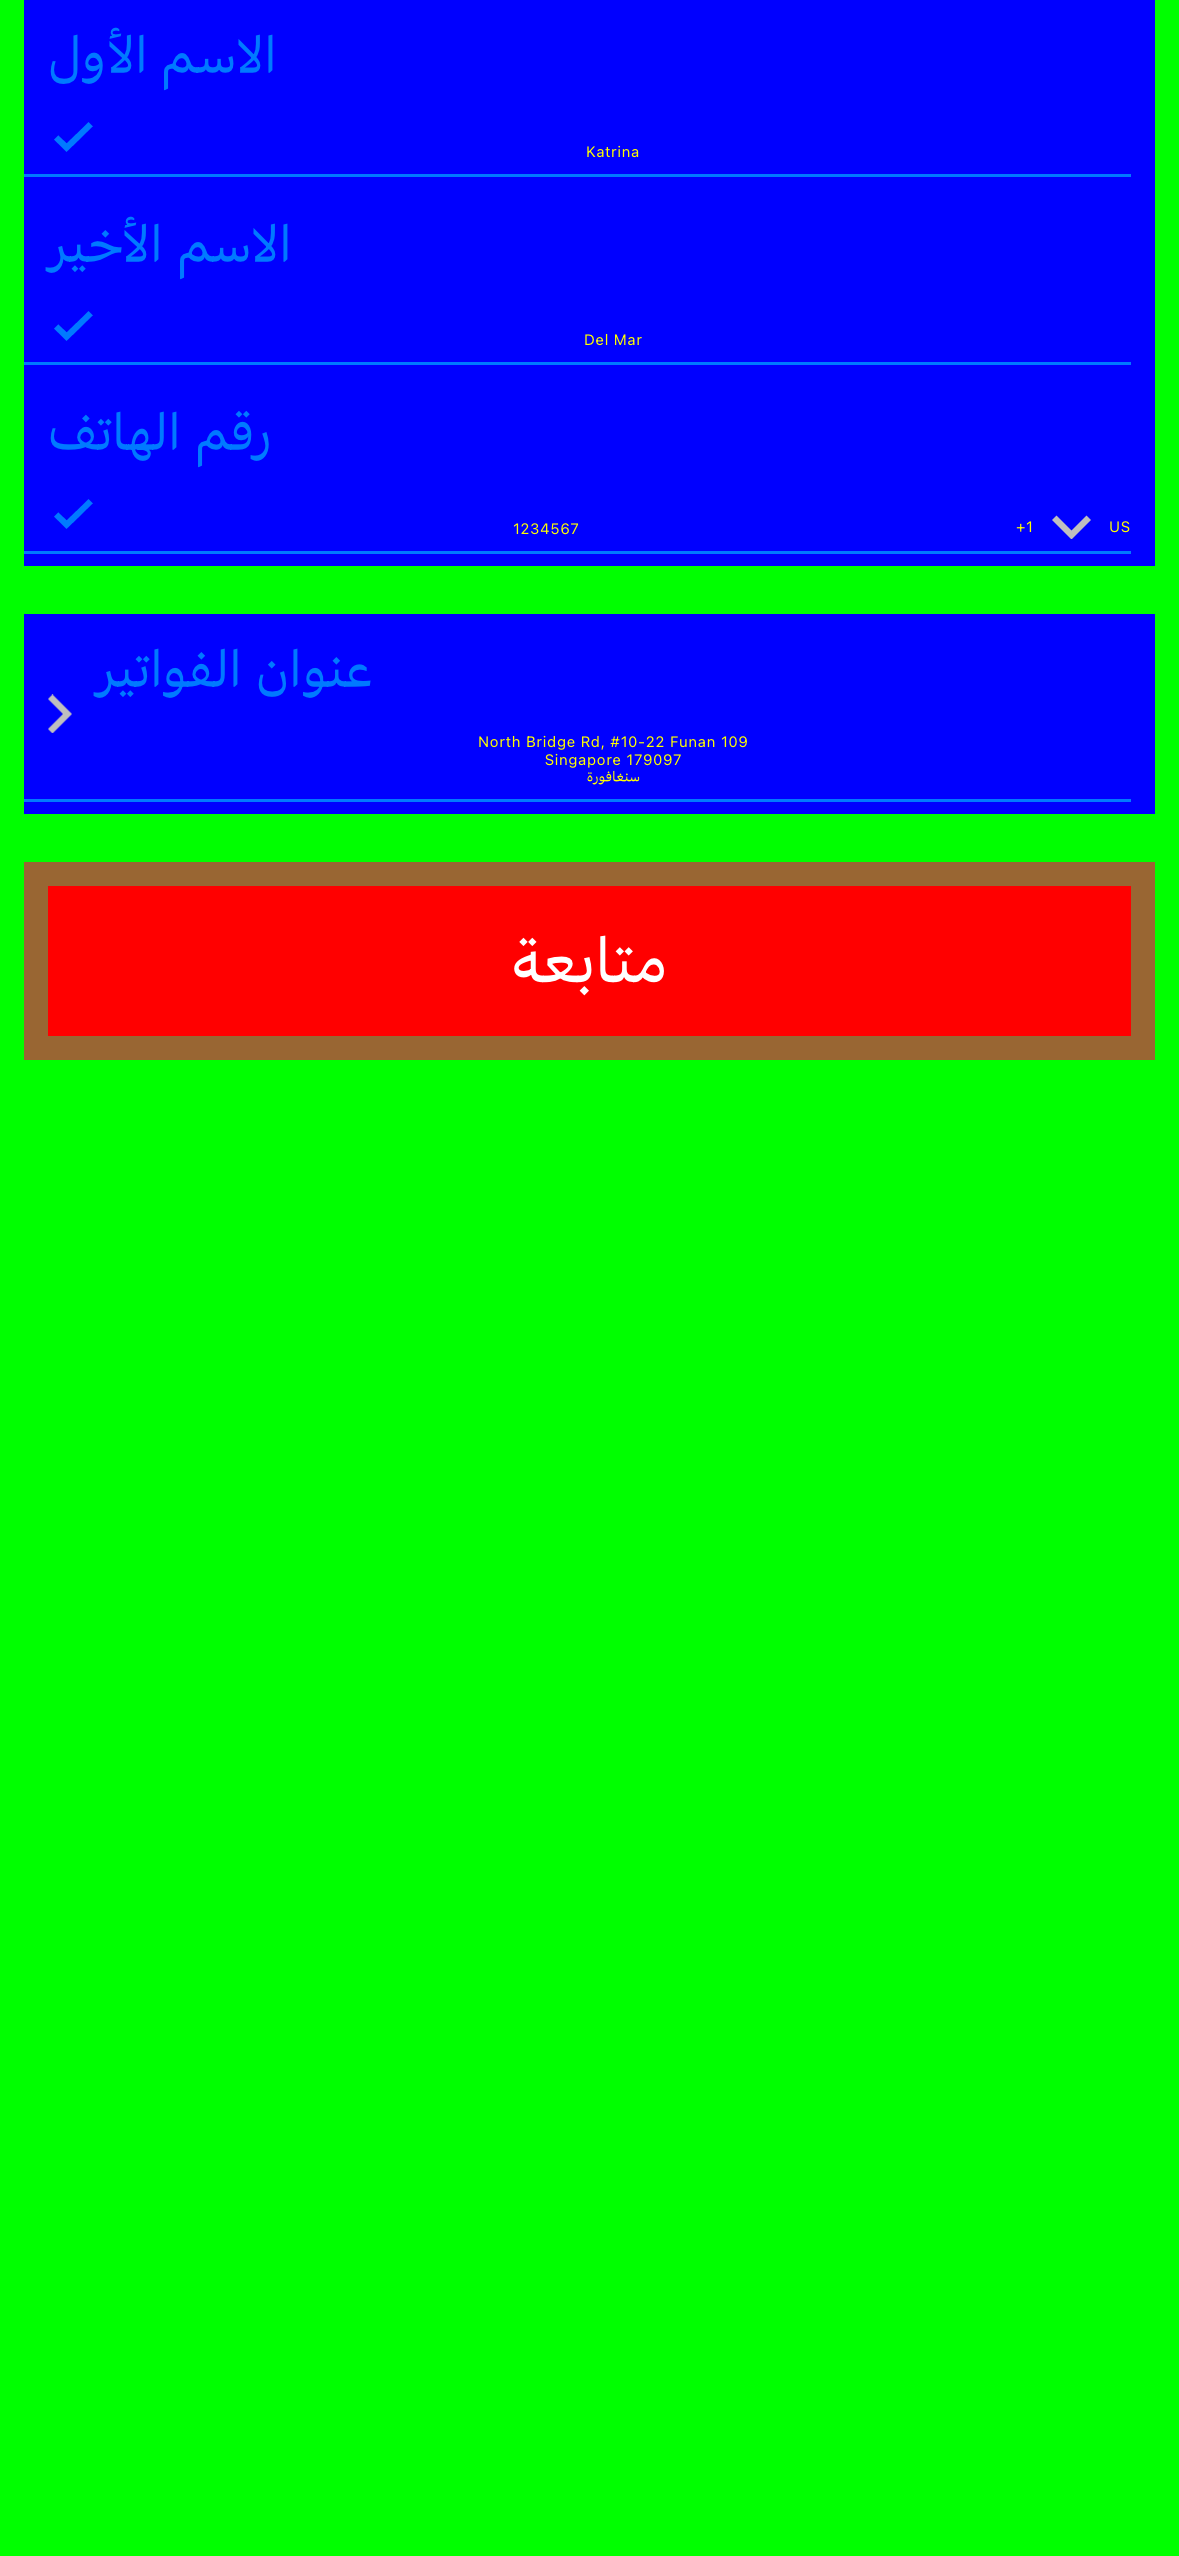 الاسم الأول
Katrina
الاسم الأخير
Del Mar
رقم الهاتف
US +1 1234567
عنوان الفواتير
North Bridge Rd, #10-22 Funan 109
Singapore 179097
سنغافورة
متابعة